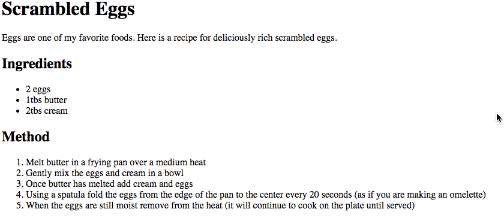 Scrambled Eggs
Eggs are one of my favorite foods. Here is a recipe for deliciously rich scrambled eggs.
Ingredients
• 2 eggs
• 1tbs butter
• 2tbs cream
Method
1. Melt butter in a frying pan over a medium heat
2. Gently mix the eggs and cream in a bowl
3. Once butter has melted add cream and eggs
4. Using a spatula fold the eggs from the edge of the pan to the center every 20 seconds (as if you are making an omelette)
5. When the eggs are still moist remove from the heat (it will continue to cook on the plate until served)